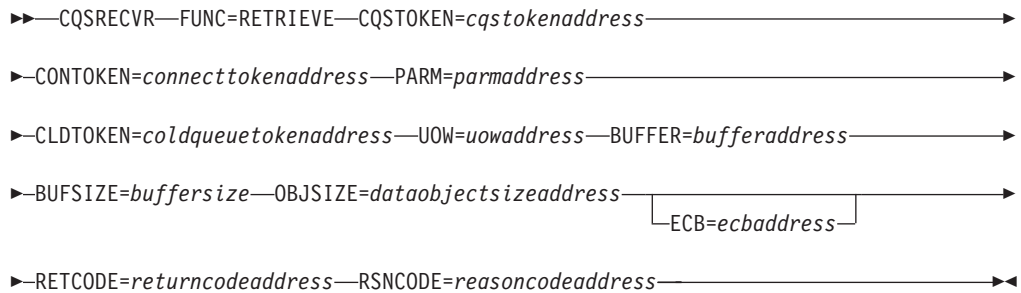 CQSRECVR FUNC=RETRIEVE CQSTOKEN=cqstokenaddress
CONTOKEN=connecttokenaddress PARM=parmaddress
CLDTOKEN=coldqueuetokenaddress UOW=uowaddress BUFFER=bufferaddress
BUFSIZE=buffersize OBJSIZE=dataobjectsizeaddress
ECB=ecbaddress
RETCODE=returncodeaddress RSNCODE=reasoncodeaddress